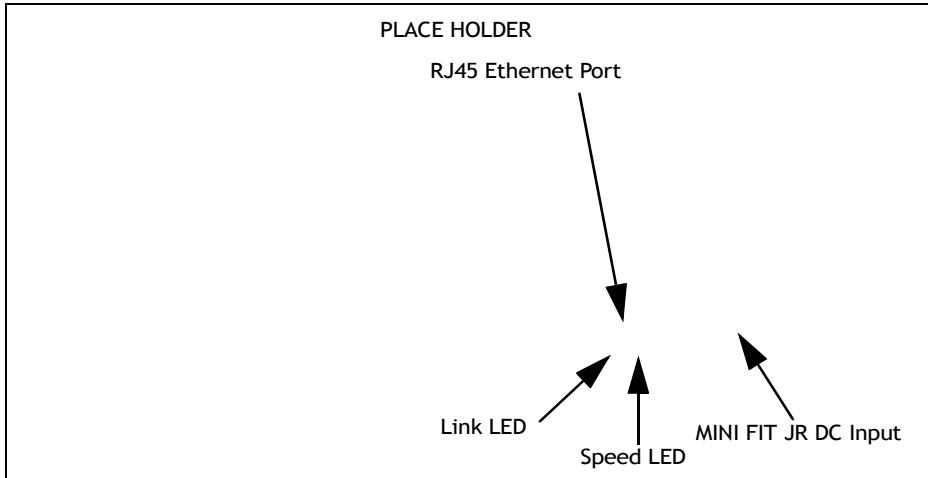 PLACE HOLDER
RJ45 Ethernet Port
Link LED
MINI FIT JR DC Input
Speed LED